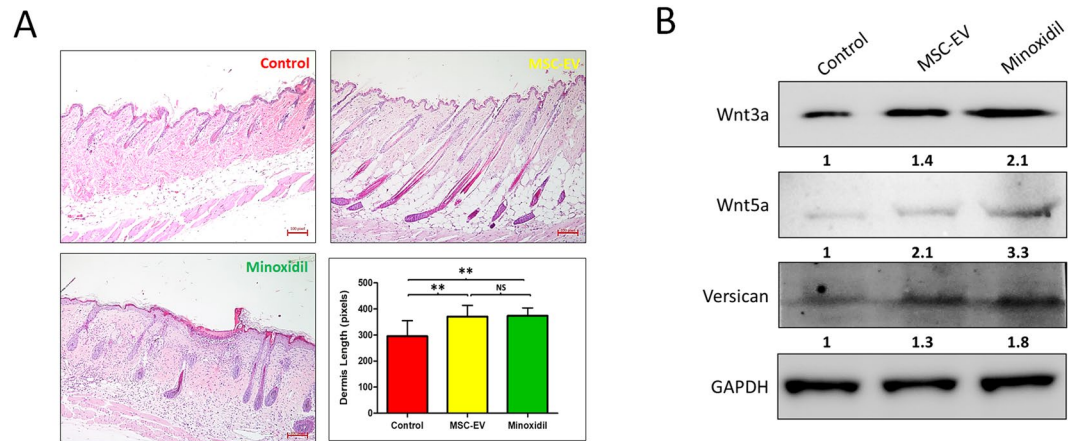 A
Control
MSC-EV
Minoxidil
**
**
NS
500
400
300
200
100
0
Dermis Length (pixels)
Control MSC-EV Minoxidil
B
Control MSC-EV Minoxidil
Wnt3a
1 1.4 2.1
Wnt5a
1 2.1 3.3
Versican
1 1.3 1.8
GAPDH